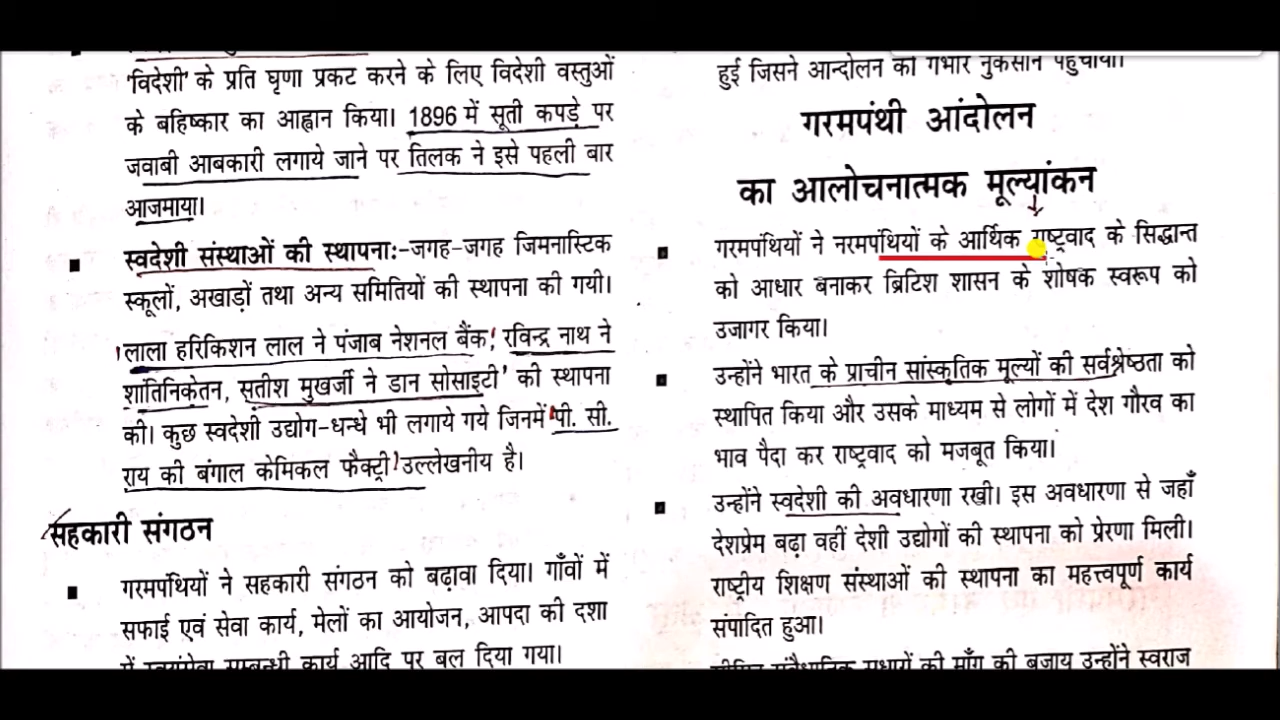 'विदेशी' के प्रति घृणा प्रकट करने के लिए विदेशी वस्तुओं
के बहिष्कार का आह्वान किया। 1896 में सूती कपड़े पर
जवाबी आबकारी लगाये जाने पर तिलक ने इसे पहली बार
आजमाया।
स्वदेशी संस्थाओं की स्थापनाः-जगह-जगह जिमनास्टिक
स्कूलों, अखाड़ों तथा अन्य समितियों की स्थापना की गयी।
लाला हरिकिशन लाल ने पंजाब नेशनल बैंक, रविन्द्र नाथ ने
शांतिनिकेतन, सतीश मुखर्जी ने डान सोसाइटी' की स्थापना
की। कुछ स्वदेशी उद्योग-धन्धे भी लगाये गये जिनमें 'पी. सी.
राय की बंगाल केमिकल फैक्ट्री' उल्लेखनीय है।
सहकारी संगठन
गरमपंथियों ने सहकारी संगठन को बढ़ावा दिया। गाँवों में
सफाई एवं सेवा कार्य, मेलों का आयोजन, आपदा की दशा
में स्वयंसेवा सम्बन्धी कार्य आदि पर बल दिया गया।
हुई जिसने आन्दोलन को गंभीर नुकसान पहुंचाया।
गरमपंथी आंदोलन
का आलोचनात्मक मूल्यांकन
गरमपंथियों ने नरमपंथियों के आर्थिक राष्ट्रवाद के सिद्धान्त
को आधार बनाकर ब्रिटिश शासन के शोषक स्वरूप को
उजागर किया।
उन्होंने भारत के प्राचीन सांस्कृतिक मूल्यों की सर्वश्रेष्ठता को
स्थापित किया और उसके माध्यम से लोगों में देश गौरव का
भाव पैदा कर राष्ट्रवाद को मजबूत किया।
उन्होंने स्वदेशी की अवधारणा रखी। इस अवधारणा से जहाँ
देशप्रेम बढ़ा वहीं देशी उद्योगों की स्थापना को प्रेरणा मिली।
राष्ट्रीय शिक्षण संस्थाओं की स्थापना का महत्त्वपूर्ण कार्य
संपादित हुआ।
सीमित संवैधानिक सुधारों की माँग की बजाय उन्होंने स्वराज